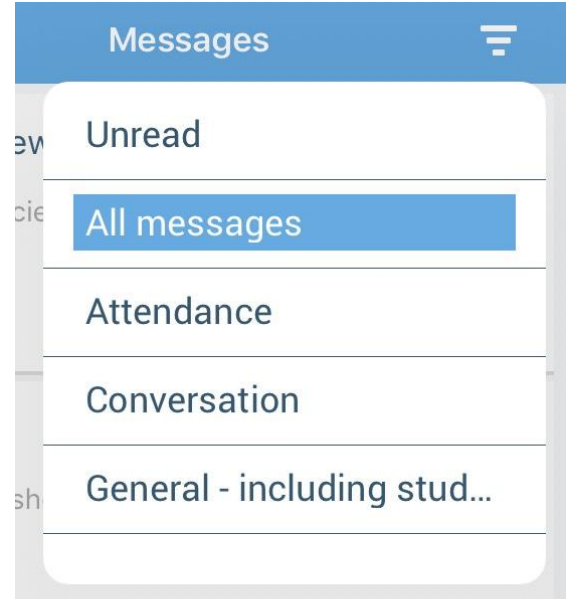 Messages
Unread
All messages
Attendance
Conversation
General - including stud...